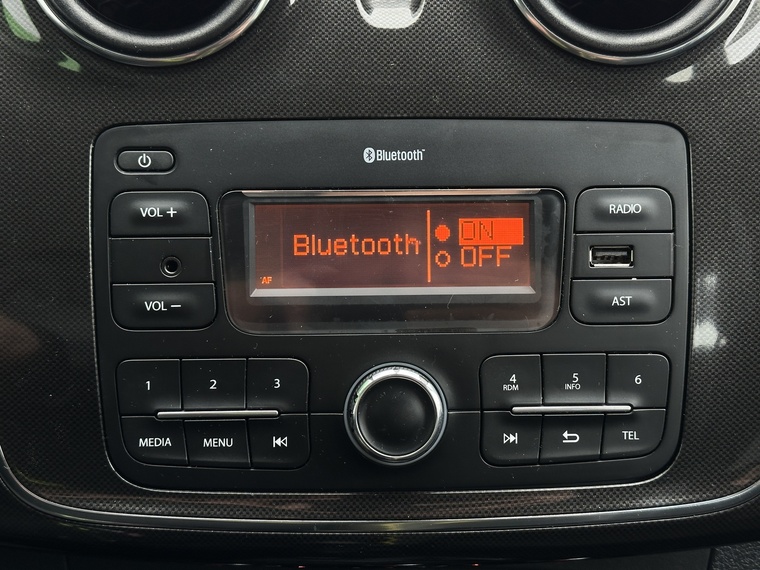 Bluetooth™
VOL +
RADIO
Bluetooth
ON
OFF
AF
VOL −
AST
1
2
3
4
RDM
5
INFO
6
MEDIA
MENU
TEL